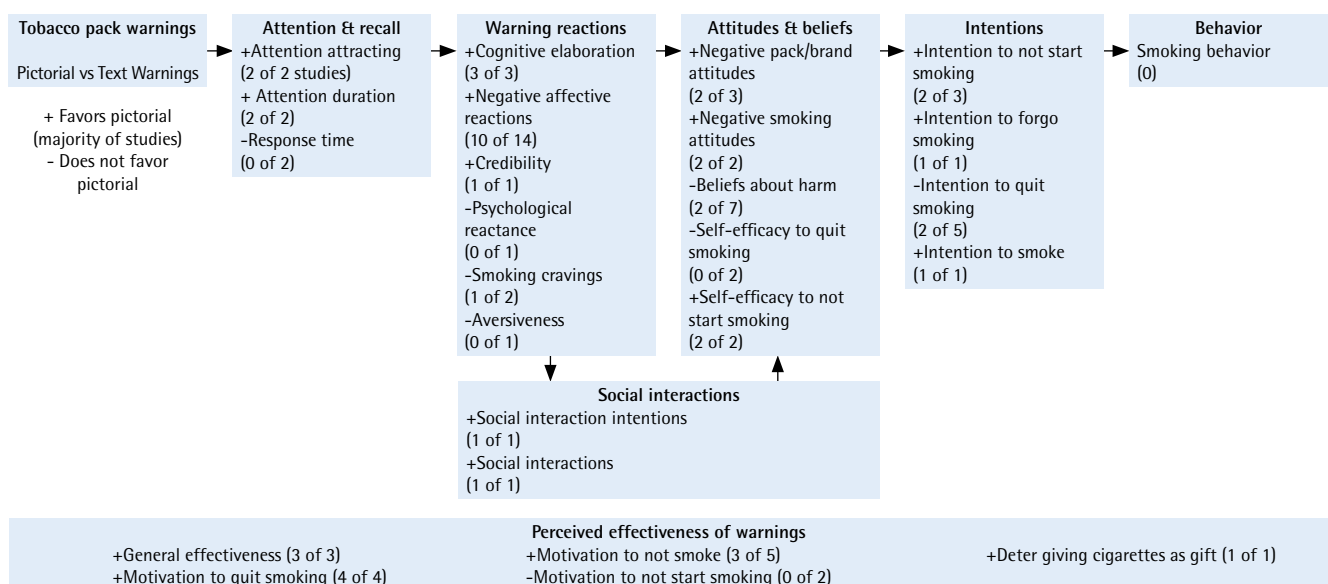 Tobacco pack warnings
Pictorial vs Text Warnings
+ Favors pictorial
(majority of studies)
- Does not favor
pictorial
Attention & recall
+Attention attracting
(2 of 2 studies)
+ Attention duration
(2 of 2)
-Response time
(0 of 2)
Warning reactions
+Cognitive elaboration
(3 of 3)
+Negative affective
reactions
(10 of 14)
+Credibility
(1 of 1)
-Psychological
reactance
(0 of 1)
-Smoking cravings
(1 of 2)
-Aversiveness
(0 of 1)
Attitudes & beliefs
+Negative pack/brand
attitudes
(2 of 3)
+Negative smoking
attitudes
(2 of 2)
-Beliefs about harm
(2 of 7)
-Self-efficacy to quit
smoking
(0 of 2)
+Self-efficacy to not
start smoking
(2 of 2)
Intentions
+Intention to not start
smoking
(2 of 3)
+Intention to forgo
smoking
(1 of 1)
-Intention to quit
smoking
(2 of 5)
+Intention to smoke
(1 of 1)
Behavior
Smoking behavior
(0)
Social interactions
+Social interaction intentions
(1 of 1)
+Social interactions
(1 of 1)
Perceived effectiveness of warnings
+General effectiveness (3 of 3)
+Motivation to quit smoking (4 of 4)
+Motivation to not smoke (3 of 5)
-Motivation to not start smoking (0 of 2)
+Deter giving cigarettes as gift (1 of 1)